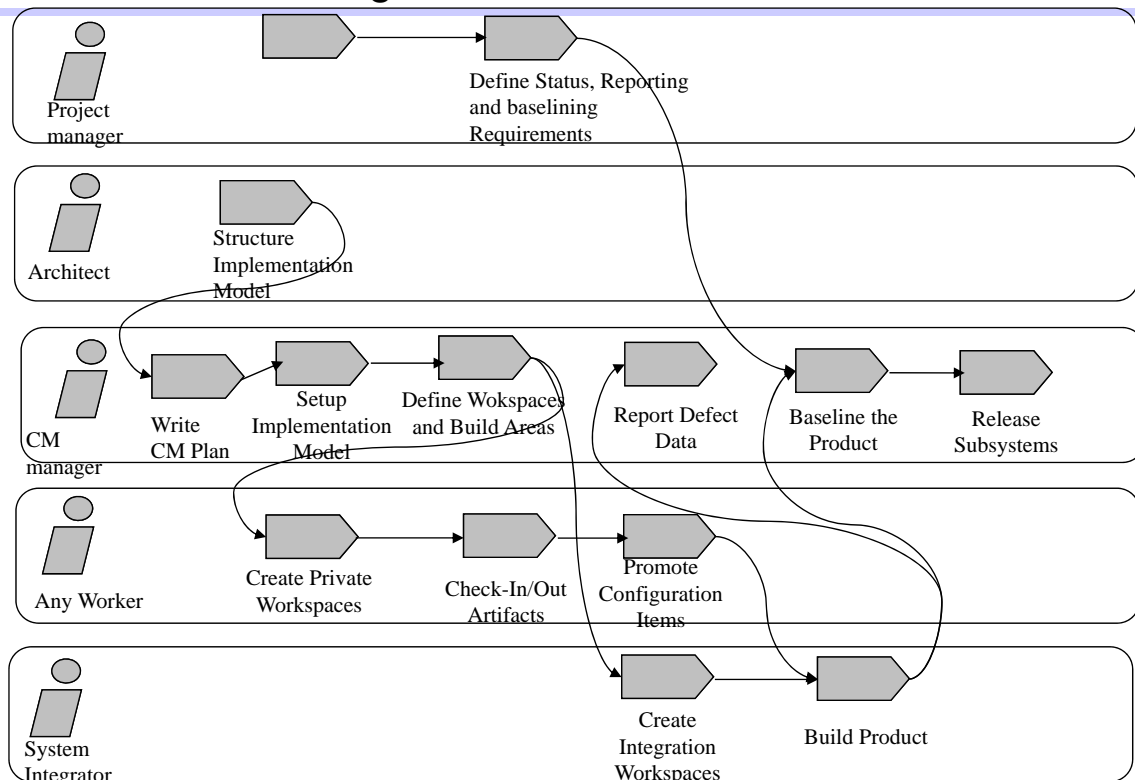 Project
manager
Define Status, Reporting
and baselining
Requirements
Architect
Structure
Implementation
Model
CM
manager
Write
CM Plan
Setup
Implementation
Model
Define Wokspaces
and Build Areas
Report Defect
Data
Baseline the
Product
Release
Subsystems
Any Worker
Create Private
Workspaces
Check-In/Out
Artifacts
Promote
Configuration
Items
System
Integrator
Create
Integration
Workspaces
Build Product